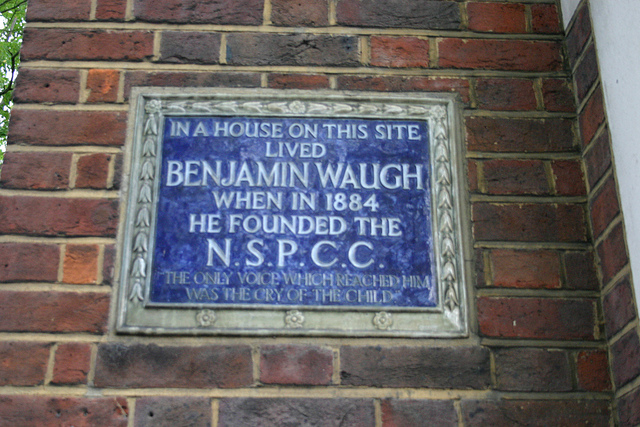 IN A HOUSE ON THIS SITE
LIVED
BENJAMIN WAUGH
WHEN IN 1884
HE FOUNDED THE
N.S.P.C.C.
"THE ONLY VOICE WHICH REACHED HIM
WAS THE CRY OF THE CHILD"